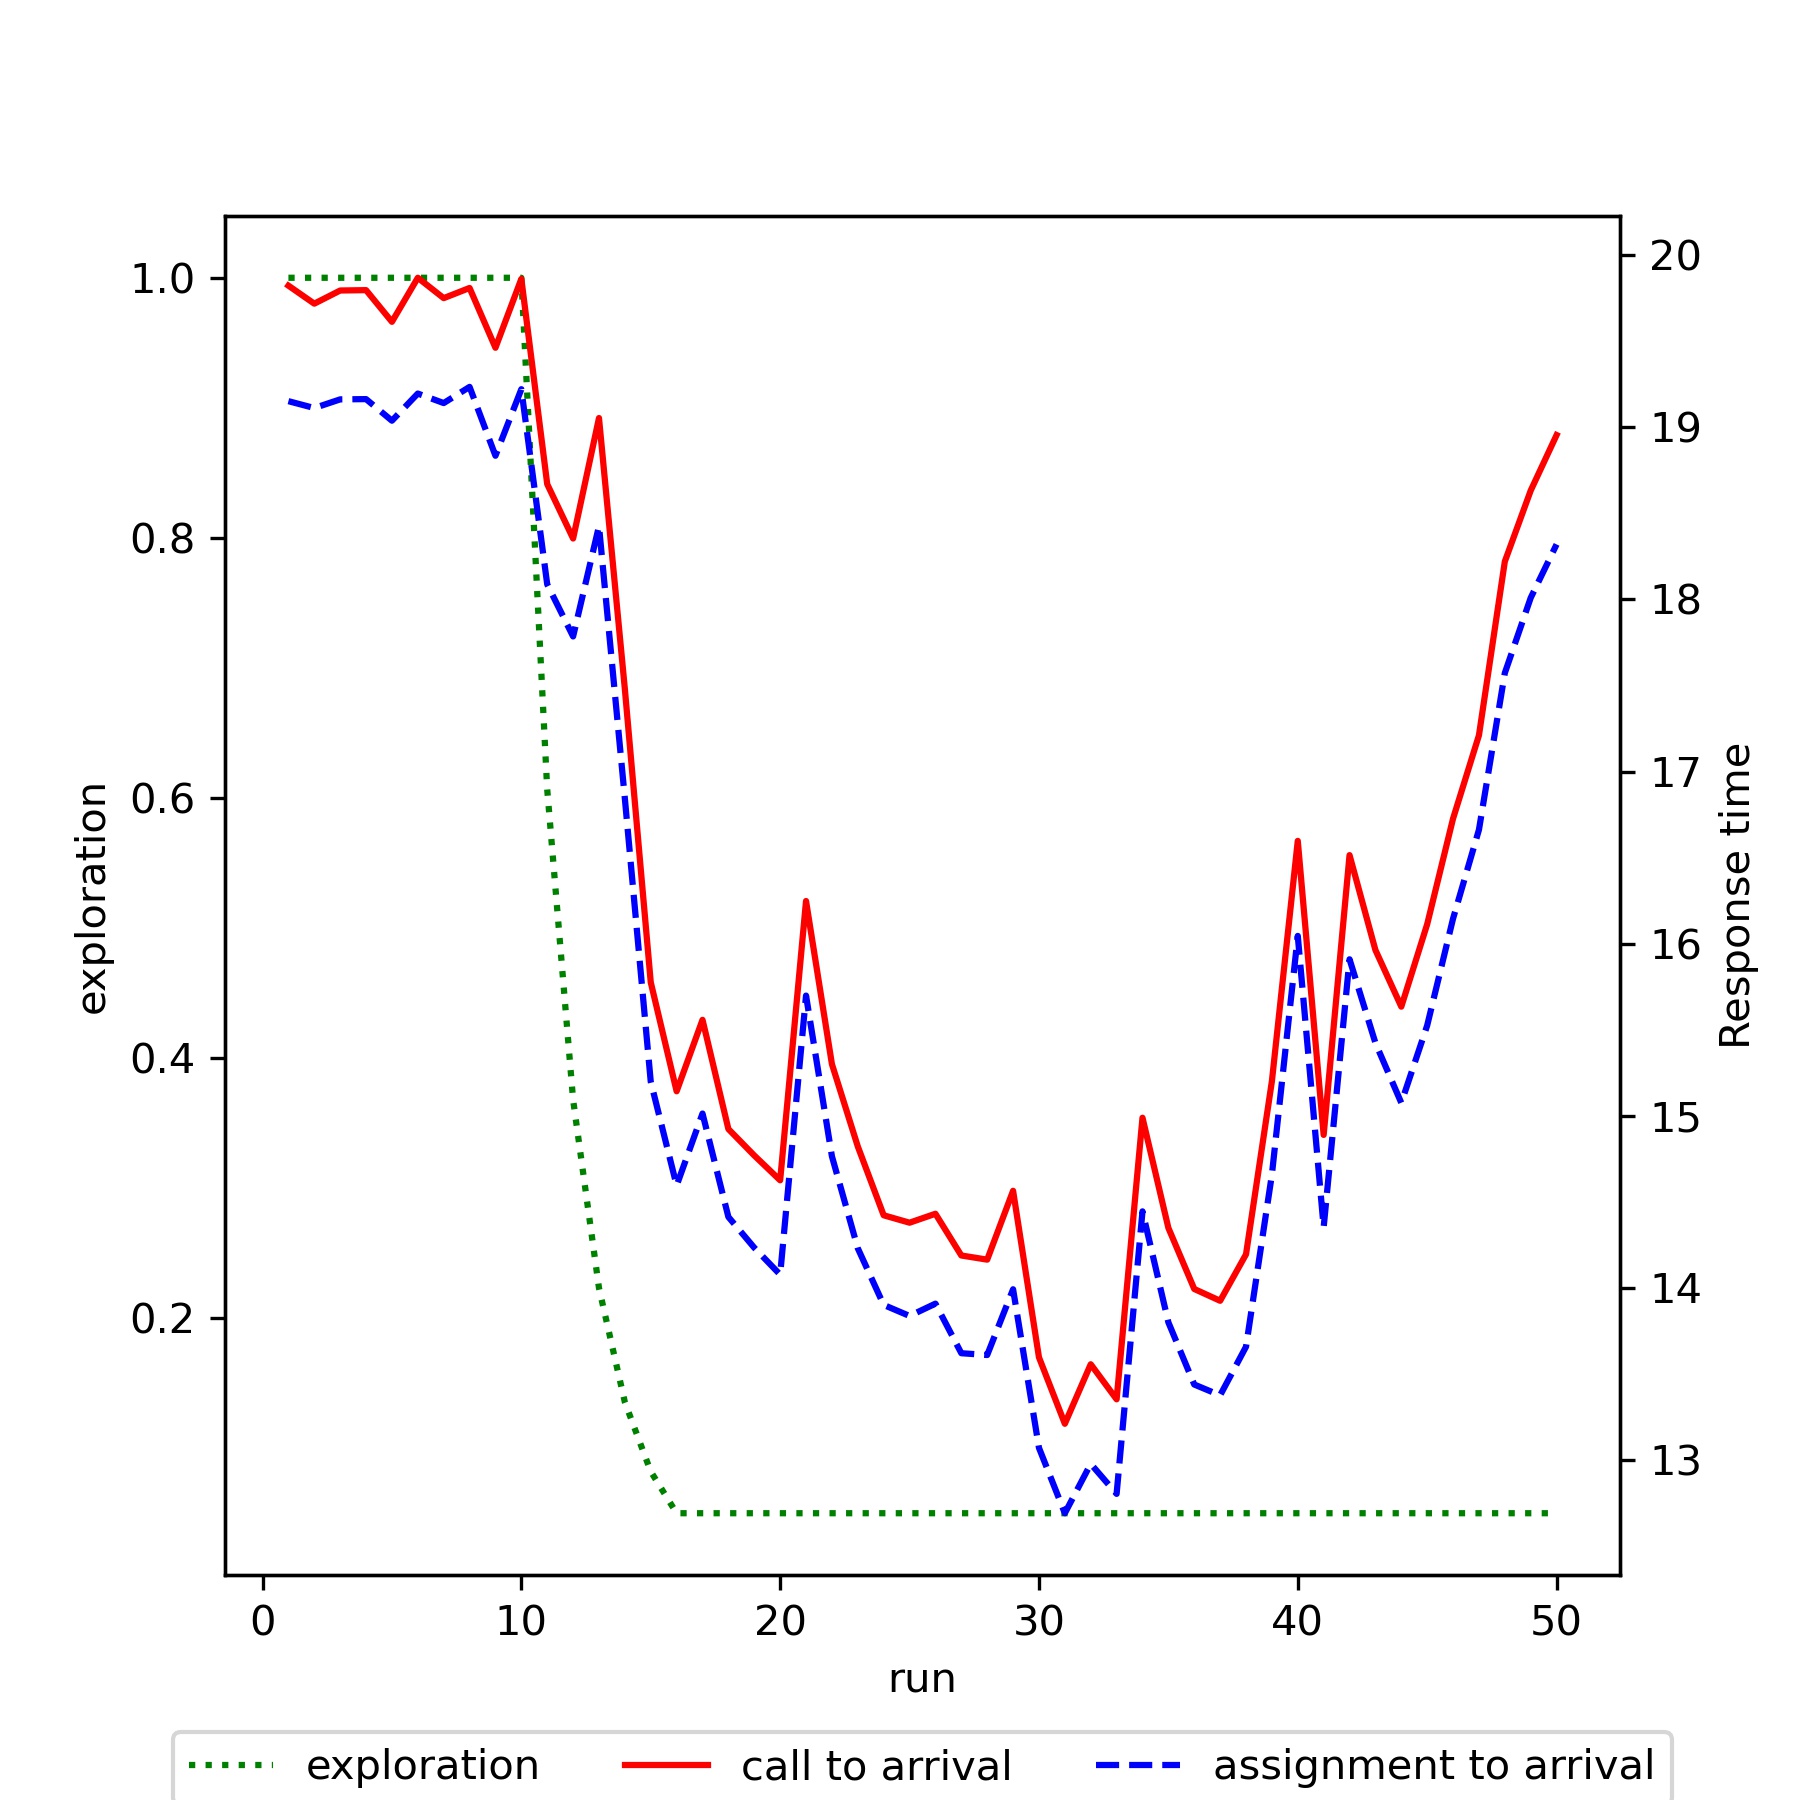 1.0
0.8
0.6
0.4
0.2
exploration
20
19
18
17
16
15
14
13
Response time
0 10 20 30 40 50
run
exploration call to arrival assignment to arrival